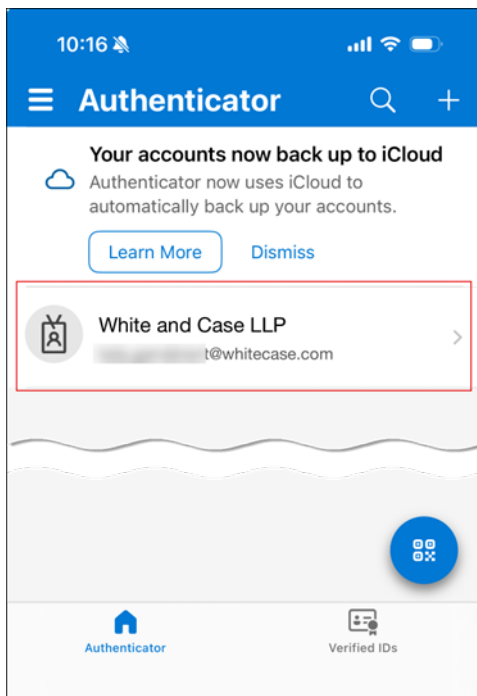 10:16
Authenticator
Your accounts now back up to iCloud
Authenticator now uses iCloud to
automatically back up your accounts.
Learn More Dismiss
White and Case LLP
t@whitecase.com
Authenticator Verified IDs